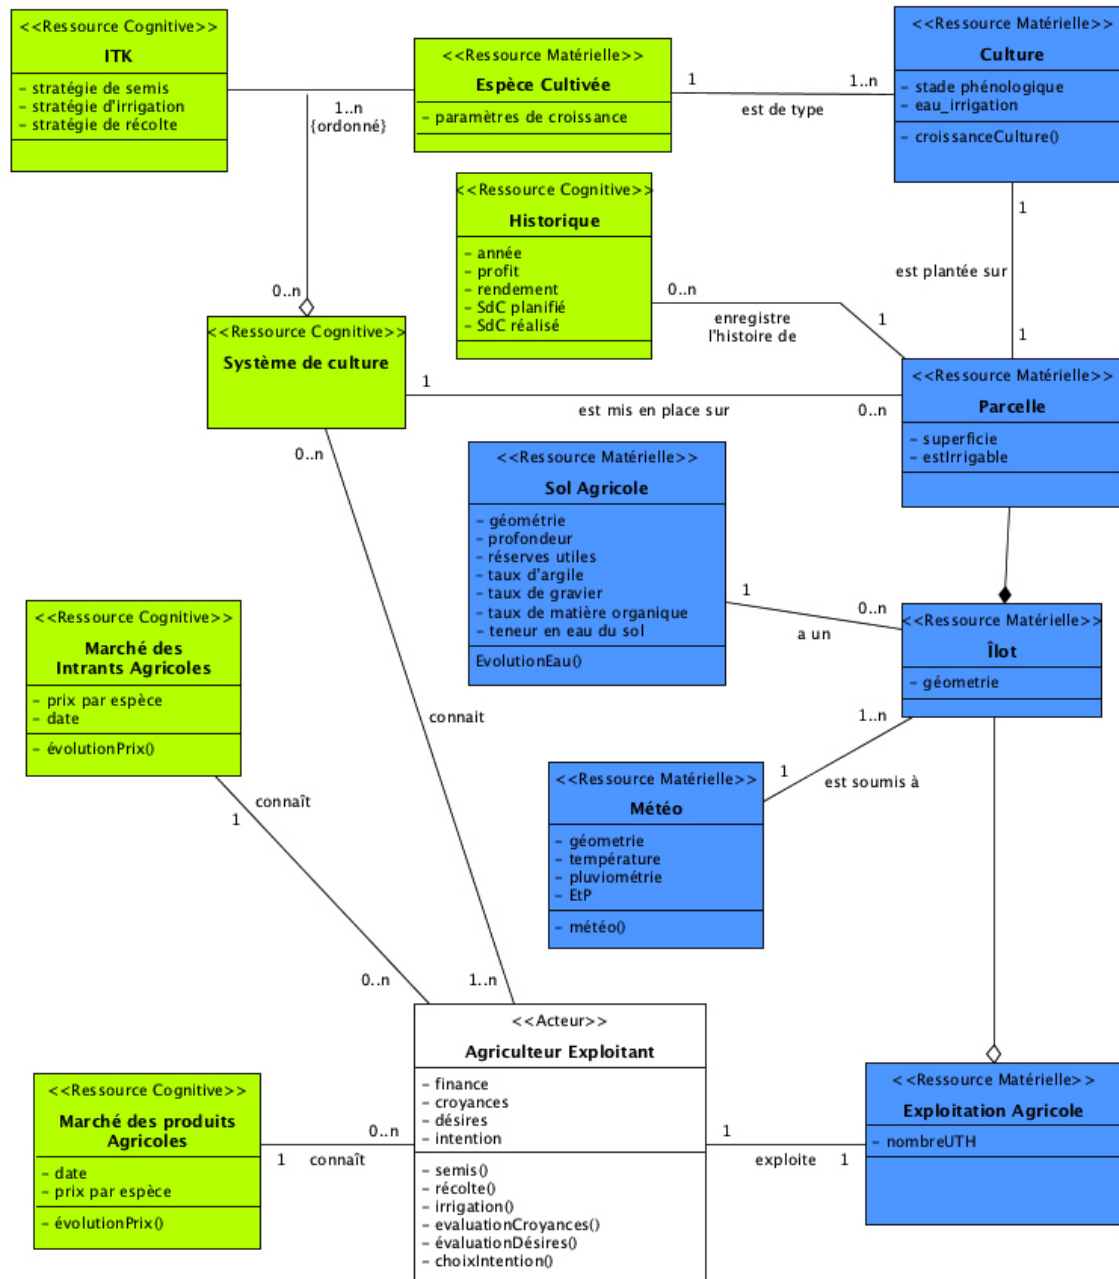 <<Ressource Cognitive>>
ITK
- stratégie de semis
- stratégie d'irrigation
- stratégie de récolte
1..n
{ordonné}
<<Ressource Matérielle>>
Espèce Cultivée
- paramètres de croissance
1
1..n
est de type
<<Ressource Matérielle>>
Culture
- stade phénologique
- eau_irrigation
- croissanceCulture()
1
est plantée sur
1
<<Ressource Cognitive>>
Historique
- année
- profit
- rendement
- SdC planifié
- SdC réalisé
0..n
enregistre
l'histoire de
1
0..n
<<Ressource Cognitive>>
Système de culture
1
est mis en place sur
0..n
<<Ressource Matérielle>>
Parcelle
- superficie
- estIrrigable
0..n
<<Ressource Matérielle>>
Sol Agricole
- géométrie
- profondeur
- réserves utiles
- taux d'argile
- taux de gravier
- taux de matière organique
- teneur en eau du sol
EvolutionEau()
1
0..n
a un
<<Ressource Matérielle>>
Îlot
- géometrie
<<Ressource Cognitive>>
Marché des
Intrants Agricoles
- prix par espèce
- date
- évolutionPrix()
connait
1..n
1
est soumis à
<<Ressource Matérielle>>
Météo
- géometrie
- température
- pluviométrie
- EtP
- météo()
connaît
1
0..n
1..n
<<Acteur>>
Agriculteur Exploitant
- finance
- croyances
- désires
- intention
- semis()
- récolte()
- irrigation()
- evaluationCroyances()
- évaluationDésires()
- choixIntention()
<<Ressource Cognitive>>
Marché des produits
Agricoles
- date
- prix par espèce
- évolutionPrix()
0..n
1
connaît
1
exploite
1
<<Ressource Matérielle>>
Exploitation Agricole
- nombreUTH